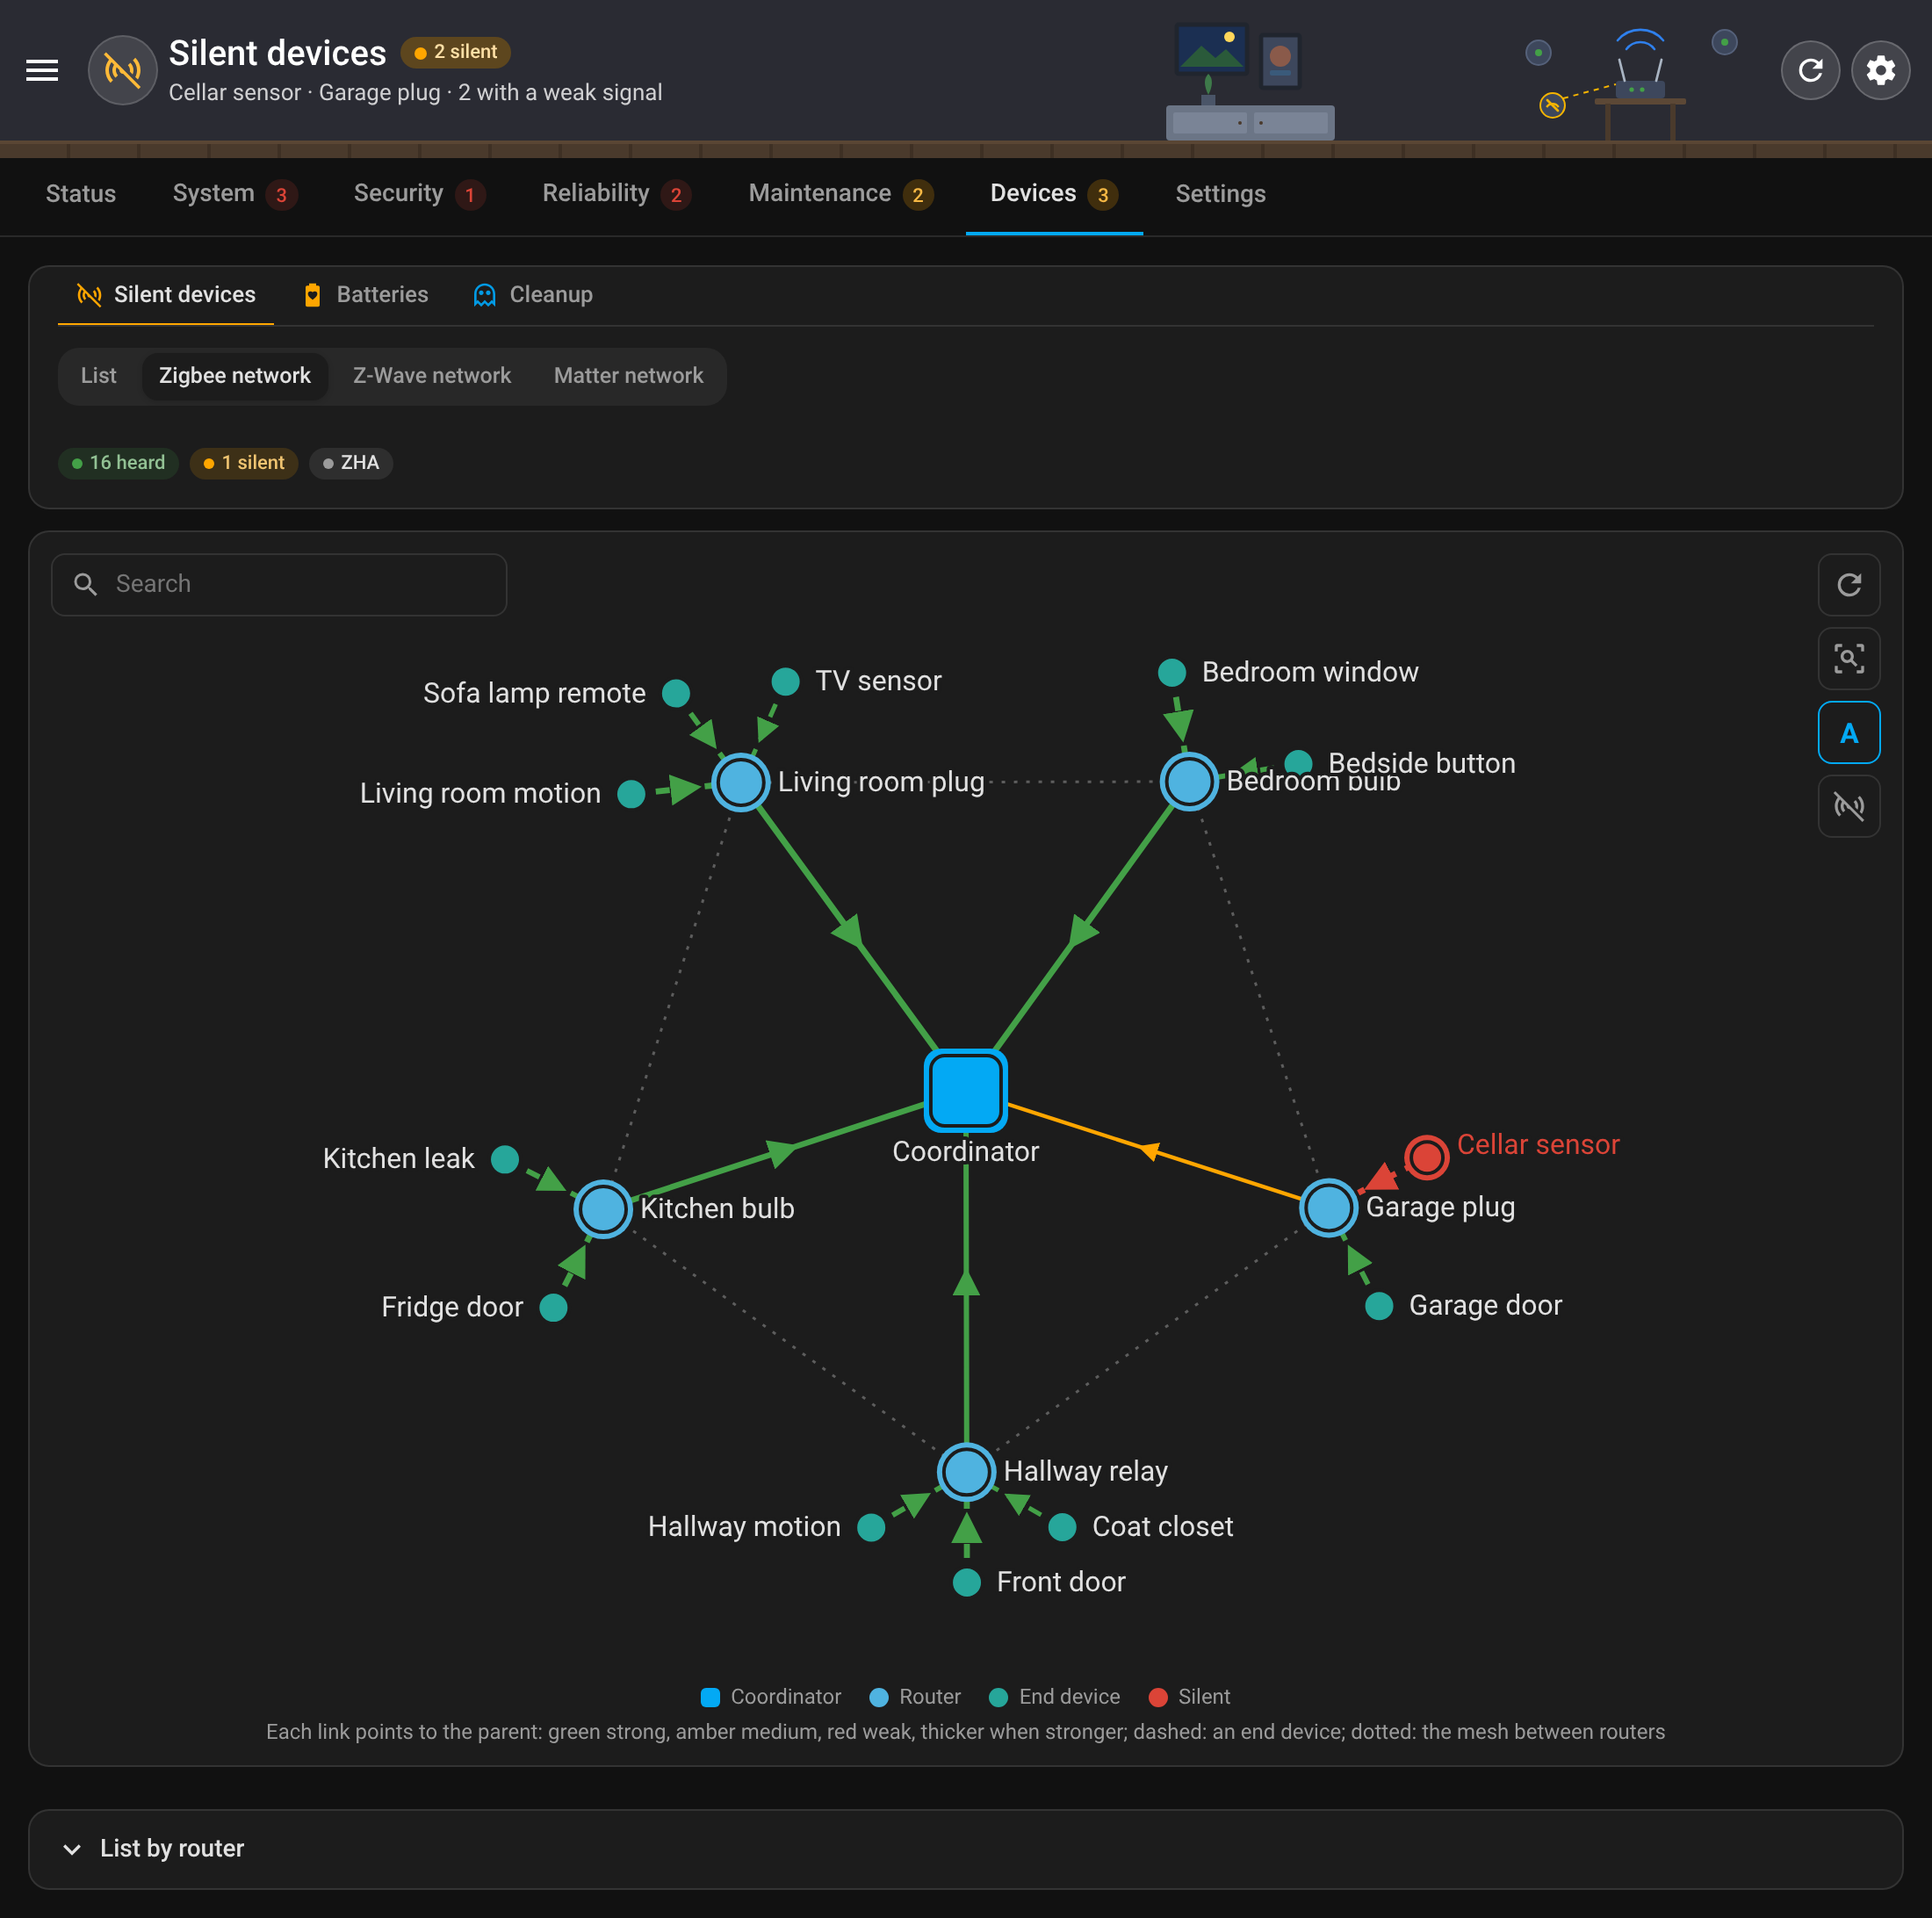 Silent devices 2 silent
Cellar sensor · Garage plug · 2 with a weak signal
Status System 3 Security 1 Reliability 2 Maintenance 2 Devices 3 Settings
Silent devices Batteries Cleanup
List Zigbee network Z-Wave network Matter network
16 heard 1 silent ZHA
Search
A
Bedroom window
TV sensor
Sofa lamp remote
Bedside button
Living room plug
Bedroom bulb
Living room motion
Cellar sensor
Coordinator
Kitchen leak
Garage plug
Kitchen bulb
Garage door
Fridge door
Hallway relay
Hallway motion
Coat closet
Front door
Coordinator Router End device Silent
Each link points to the parent: green strong, amber medium, red weak, thicker when stronger; dashed: an end device; dotted: the mesh between routers
List by router